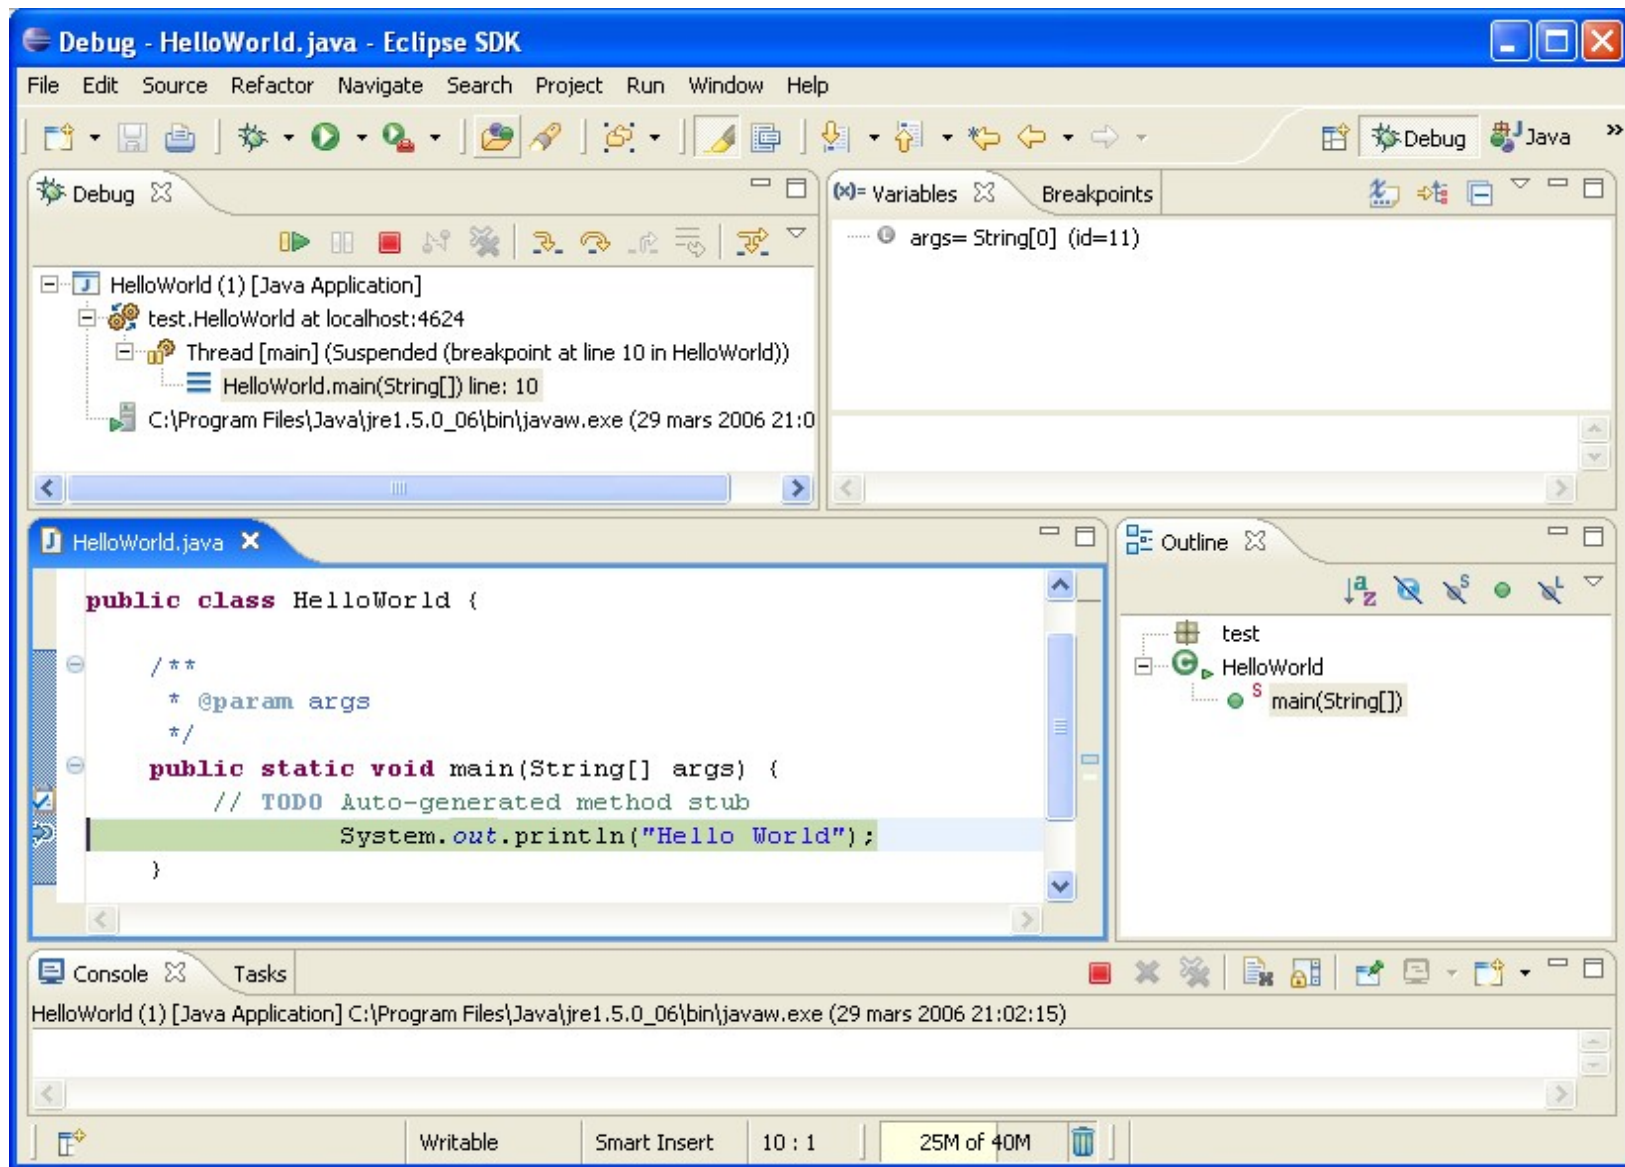 Debug - HelloWorld.java - Eclipse SDK
File Edit Source Refactor Navigate Search Project Run Window Help
Debug Java »
Debug
HelloWorld (1) [Java Application]
test.HelloWorld at localhost:4624
Thread [main] (Suspended (breakpoint at line 10 in HelloWorld))
HelloWorld.main(String[]) line: 10
C:\Program Files\Java\jre1.5.0_06\bin\javaw.exe (29 mars 2006 21:0
(x)= Variables Breakpoints
args= String[0] (id=11)
HelloWorld.java
public class HelloWorld {
/**
* @param args
*/
public static void main(String[] args) {
// TODO Auto-generated method stub
System.out.println("Hello World");
}
Outline
test
HelloWorld
main(String[])
Console Tasks
HelloWorld (1) [Java Application] C:\Program Files\Java\jre1.5.0_06\bin\javaw.exe (29 mars 2006 21:02:15)
Writable Smart Insert 10 : 1 25M of 40M